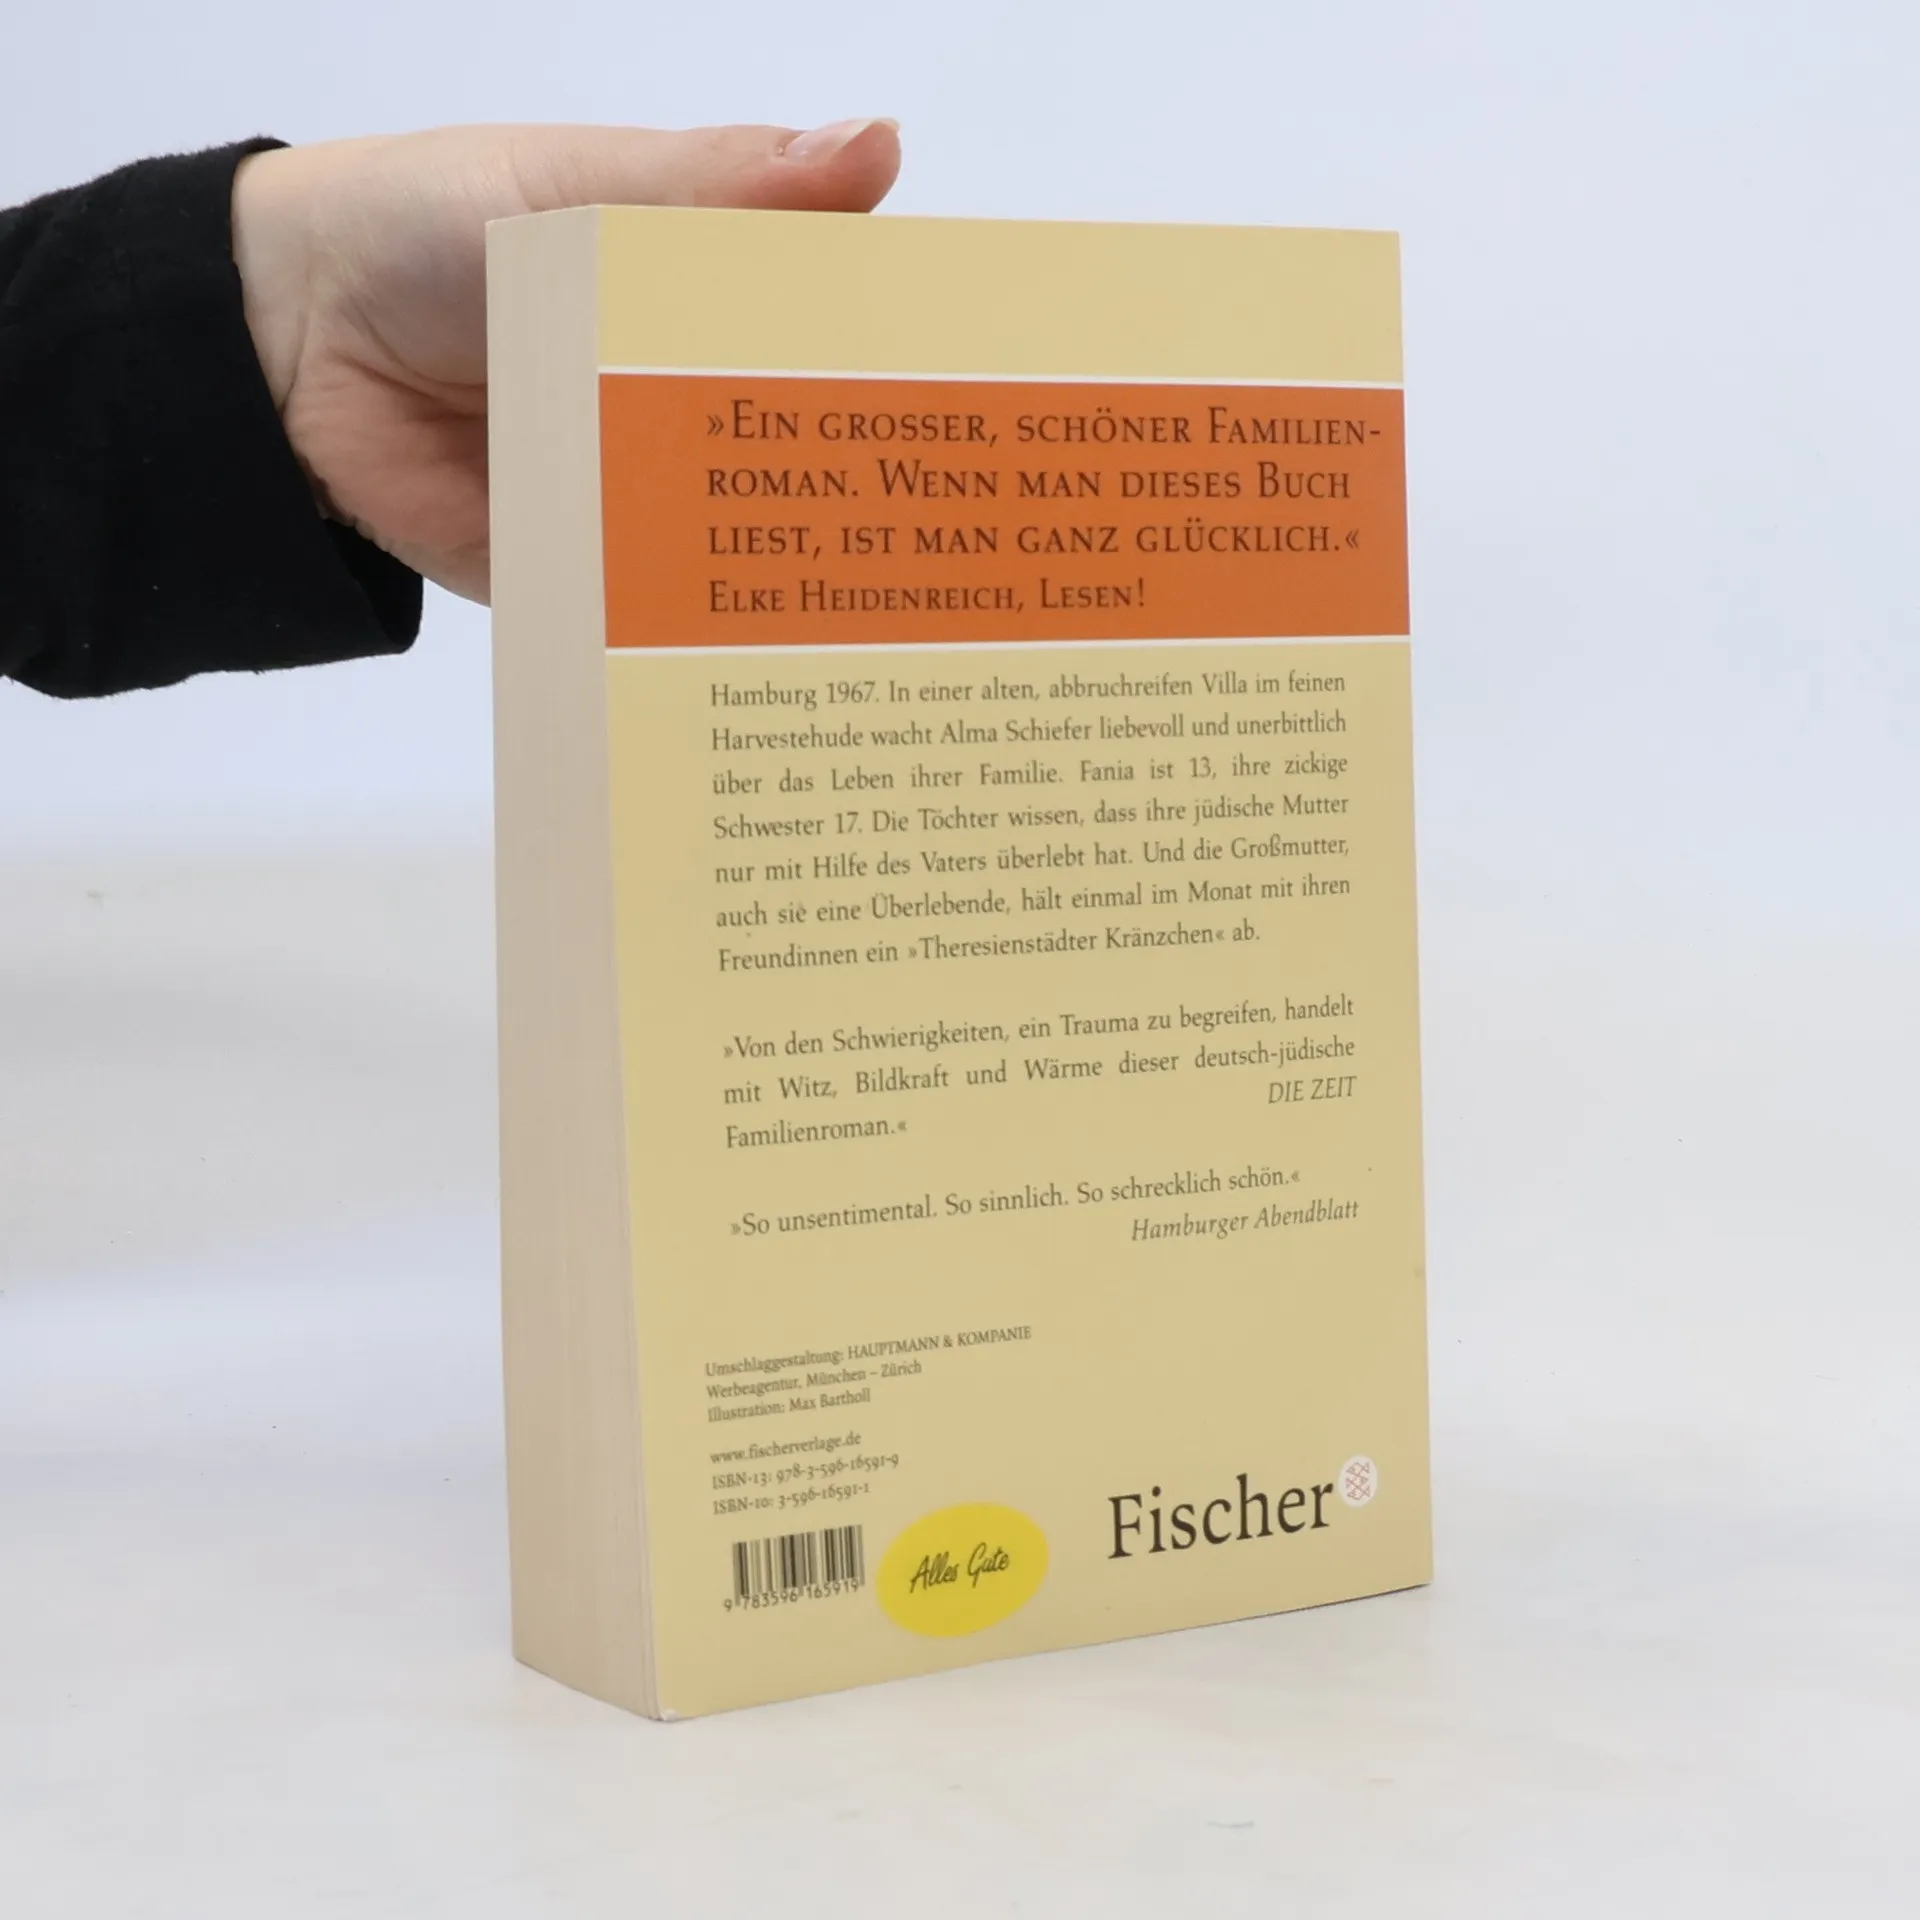 »Ein grosser, schöner Familien-
roman. Wenn man dieses Buch
liest, ist man ganz glücklich.«
Elke Heidenreich, Lesen!
Hamburg 1967. In einer alten, abbruchreifen Villa im feinen
Harvestehude wacht Alma Schiefer liebevoll und unerbittlich
über das Leben ihrer Familie. Fania ist 13, ihre zickige
Schwester 17. Die Töchter wissen, dass ihre jüdische Mutter
nur mit Hilfe des Vaters überlebt hat. Und die Großmutter,
auch sie eine Überlebende, hält einmal im Monat mit ihren
Freundinnen ein »Theresienstädter Kränzchen« ab.
»Von den Schwierigkeiten, ein Trauma zu begreifen, handelt
mit Witz, Bildkraft und Wärme dieser deutsch-jüdische
Familienroman.«
DIE ZEIT
»So unsentimental. So sinnlich. So schrecklich schön.«
Hamburger Abendblatt
Umschlaggestaltung: HAUPTMANN & KOMPANIE
Werbeagentur, München – Zürich
Illustration: Max Bartholl
www.fischerverlage.de
ISBN-13: 978-3-596-16591-9
ISBN-10: 3-596-16591-1
9 783596 165919
Alles Gute
Fischer